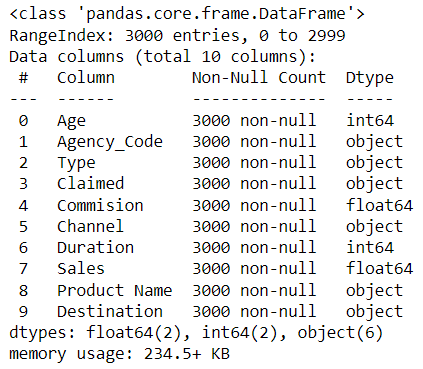 <class 'pandas.core.frame.DataFrame'>
RangeIndex: 3000 entries, 0 to 2999
Data columns (total 10 columns):
 #   Column        Non-Null Count  Dtype
---  ------        --------------  -----
 0   Age           3000 non-null   int64
 1   Agency_Code   3000 non-null   object
 2   Type          3000 non-null   object
 3   Claimed       3000 non-null   object
 4   Commision     3000 non-null   float64
 5   Channel       3000 non-null   object
 6   Duration      3000 non-null   int64
 7   Sales         3000 non-null   float64
 8   Product Name  3000 non-null   object
 9   Destination   3000 non-null   object
dtypes: float64(2), int64(2), object(6)
memory usage: 234.5+ KB